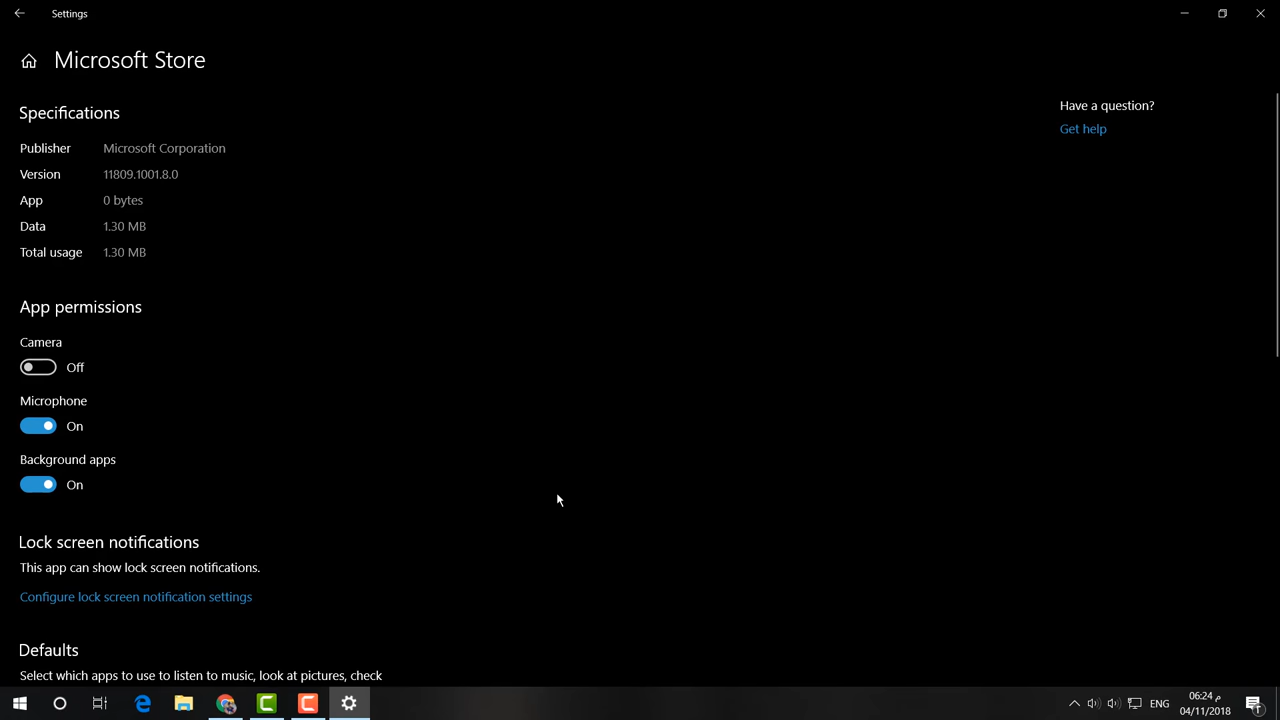 Settings
Microsoft Store
Specifications
Publisher Microsoft Corporation
Version 11809.1001.8.0
App 0 bytes
Data 1.30 MB
Total usage 1.30 MB
App permissions
Camera
Off
Microphone
On
Background apps
On
Lock screen notifications
This app can show lock screen notifications.
Configure lock screen notification settings
Defaults
Select which apps to use to listen to music, look at pictures, check
Have a question?
Get help
ENG
06:24 م
04/11/2018